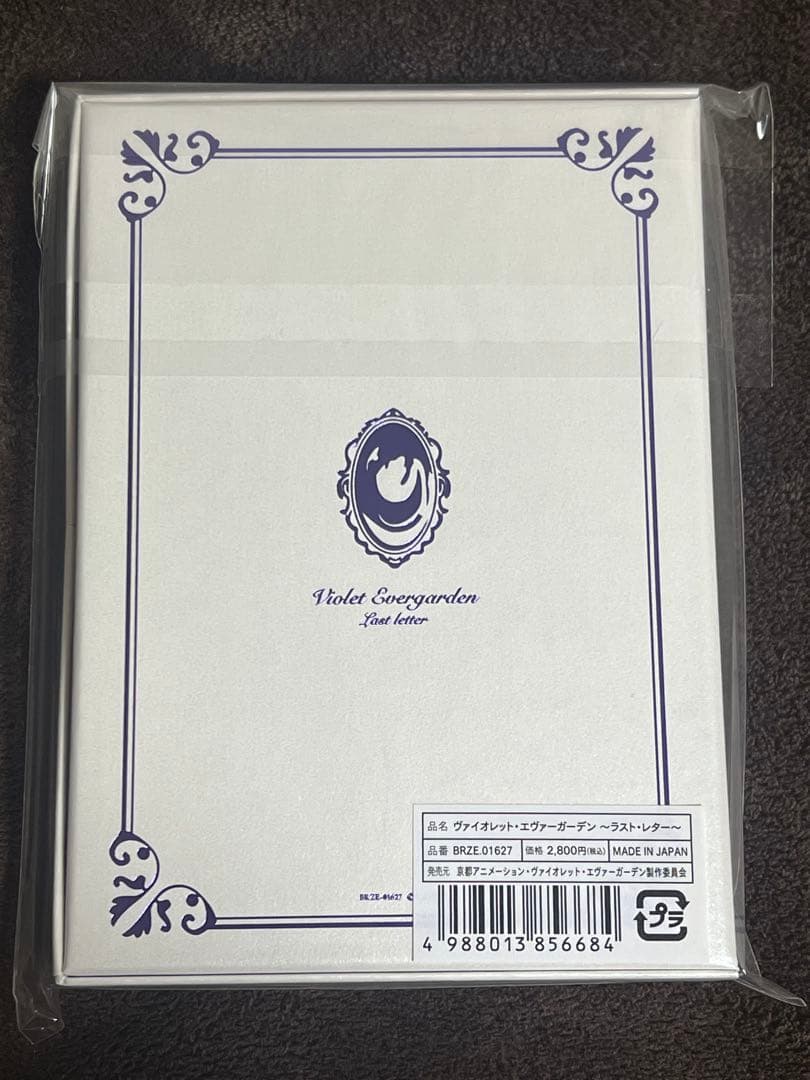 Violet Evergarden
Last letter
品名 ヴァイオレット・エヴァーガーデン ～ラスト・レター～
品番 BRZE.01627 価格 2,800円(税込) MADE IN JAPAN
発売元 京都アニメーション・ヴァイオレット・エヴァーガーデン製作委員会
BRZE-01627 ©
4 988013 856684
プラ